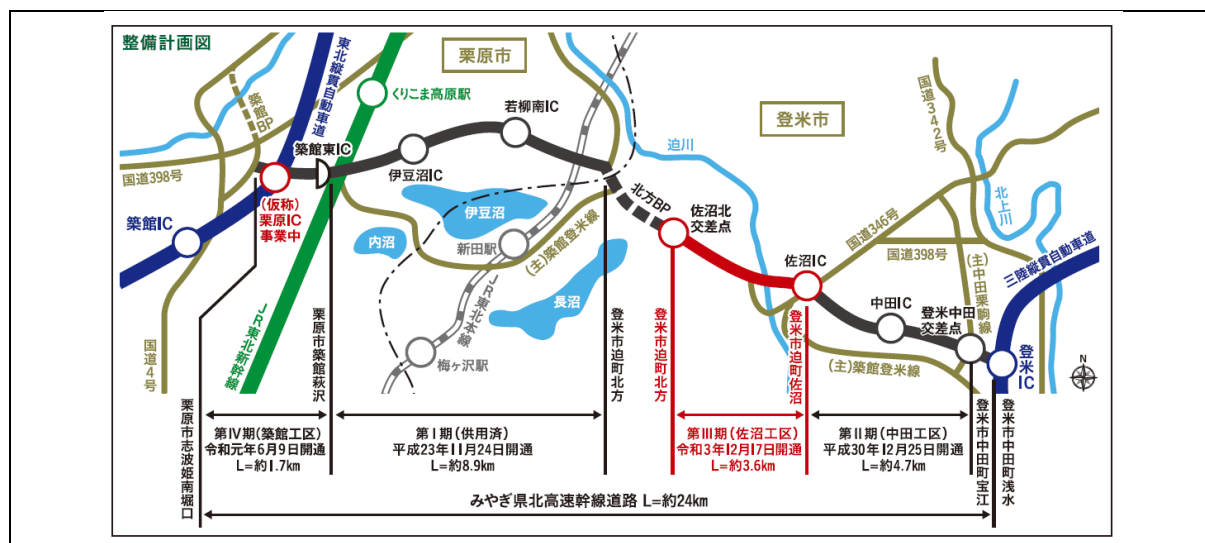 整備計画図
栗原市
登米市
東北縦貫自動車道
くりこま高原駅
築館BP
築館東IC
若柳南IC
伊豆沼IC
国道398号
(仮称)
栗原IC
事業中
築館IC
内沼
伊豆沼
新田駅
(主)築館登米線
長沼
JR東北本線
梅ヶ沢駅
JR東北新幹線
国道4号
迫川
北方BP
佐沼北
交差点
佐沼IC
国道346号
国道342号
北上川
国道398号
(主)中田栗駒線
三陸縦貫自動車道
中田IC
登米中田
交差点
(主)築館登米線
登米IC
N
栗原市志波姫南堀口
栗原市築館萩沢
登米市迫町北方
登米市迫町北方
登米市迫町佐沼
登米市中田町宝江
登米市中田町浅水
第Ⅳ期(築館工区)
令和元年6月9日開通
L=約1.7km
第Ⅰ期(供用済)
平成23年11月24日開通
L=約8.9km
第Ⅲ期(佐沼工区)
令和3年12月17日開通
L=約3.6km
第Ⅱ期(中田工区)
平成30年12月25日開通
L=約4.7km
みやぎ県北高速幹線道路 L=約24km